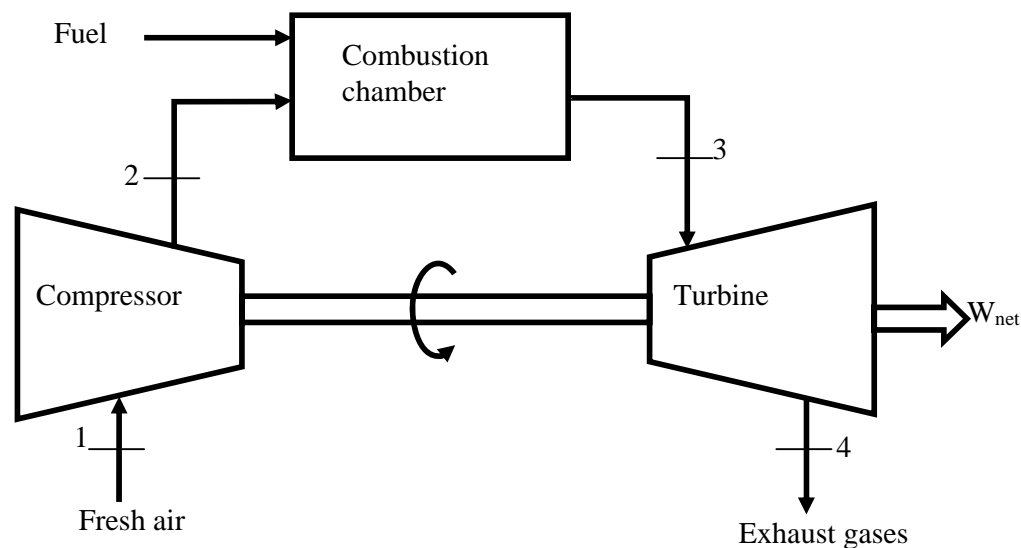 Fuel
Combustion
chamber
2
3
Compressor
Turbine
W_net
1
4
Fresh air
Exhaust gases